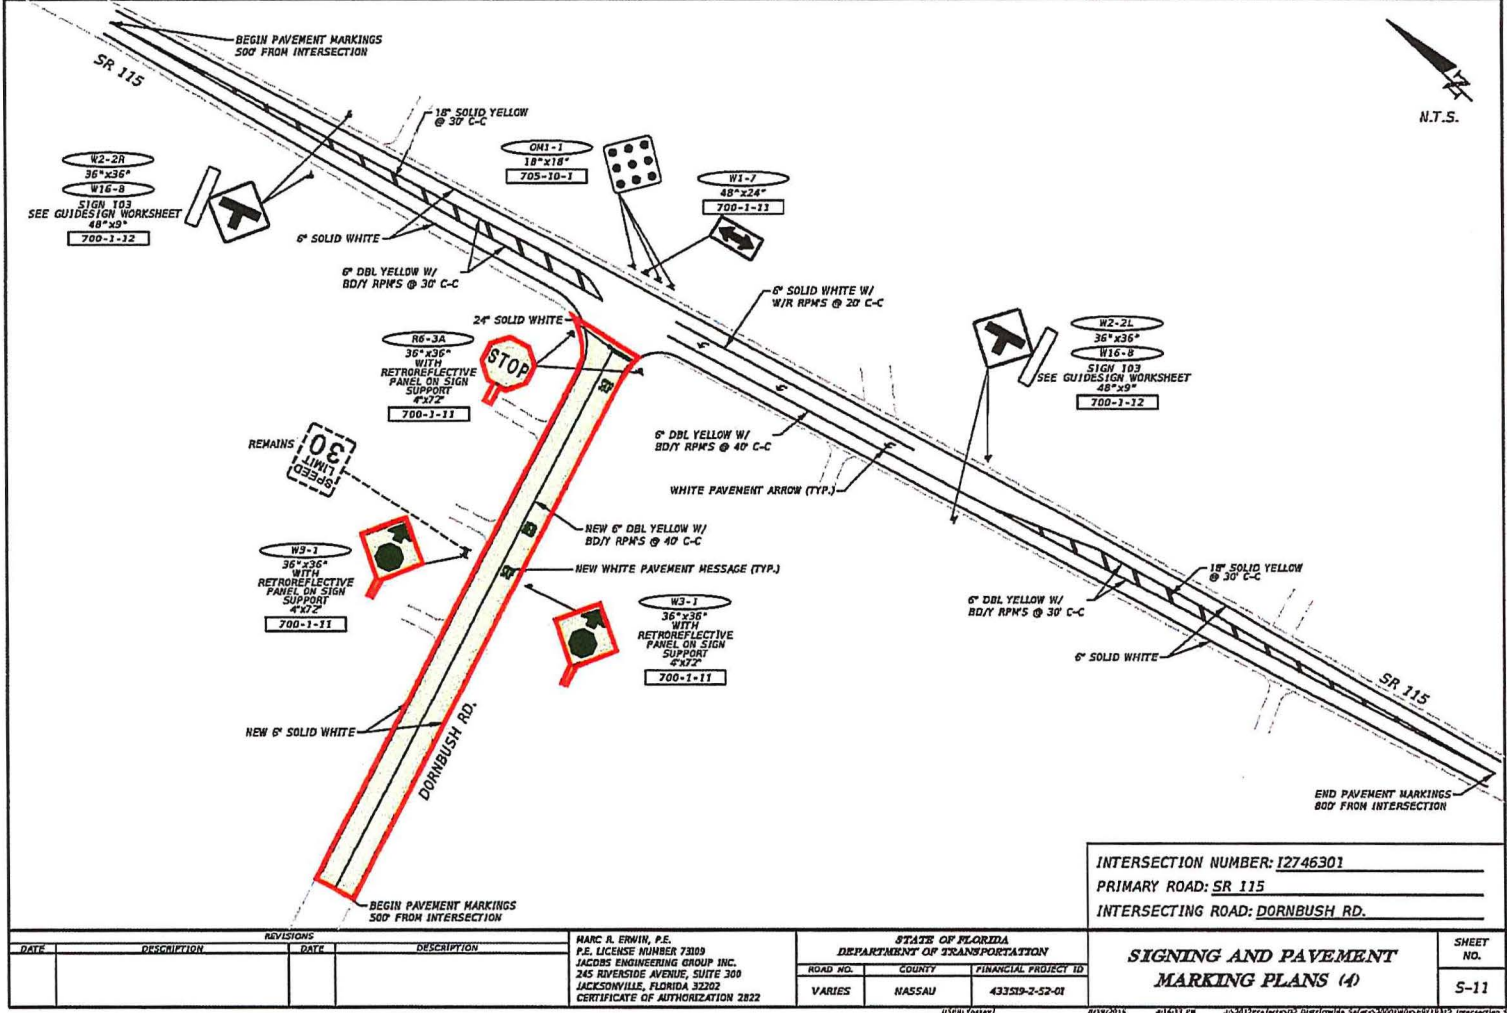 BEGIN PAVEMENT MARKINGS
500' FROM INTERSECTION
SR 115
N.T.S.
18" SOLID YELLOW
@ 30' C-C
W2-2R
36"x36"
W16-8
SIGN 103
SEE GUIDESIGN WORKSHEET
48"x9"
700-1-12
OM1-1
18"x18"
705-10-1
W1-7
48"x24"
700-1-11
6" SOLID WHITE
6" DBL YELLOW W/
BD/Y RPM'S @ 30' C-C
6" SOLID WHITE W/
W/R RPM'S @ 20' C-C
24" SOLID WHITE
R6-3A
36"x36"
WITH
RETROREFLECTIVE
PANEL ON SIGN
SUPPORT
4"x72"
700-1-11
STOP
W2-2L
36"x36"
W16-8
SIGN 103
SEE GUIDESIGN WORKSHEET
48"x9"
700-1-12
REMAINS
SPEED
LIMIT
30
6" DBL YELLOW W/
BD/Y RPM'S @ 40' C-C
WHITE PAVEMENT ARROW (TYP.)
NEW 6" DBL YELLOW W/
BD/Y RPM'S @ 40' C-C
NEW WHITE PAVEMENT MESSAGE (TYP.)
W3-1
36"x36"
WITH
RETROREFLECTIVE
PANEL ON SIGN
SUPPORT
4"x72"
700-1-11
W3-1
36"x36"
WITH
RETROREFLECTIVE
PANEL ON SIGN
SUPPORT
4"x72"
700-1-11
18" SOLID YELLOW
@ 30' C-C
6" DBL YELLOW W/
BD/Y RPM'S @ 30' C-C
6" SOLID WHITE
SR 115
NEW 6" SOLID WHITE
DORNBUSH RD.
END PAVEMENT MARKINGS
800' FROM INTERSECTION
BEGIN PAVEMENT MARKINGS
500' FROM INTERSECTION
INTERSECTION NUMBER: I2746301
PRIMARY ROAD: SR 115
INTERSECTING ROAD: DORNBUSH RD.
REVISIONS
DATE DESCRIPTION DATE DESCRIPTION
MARC R. ERWIN, P.E.
P.E. LICENSE NUMBER 73109
JACOBS ENGINEERING GROUP INC.
245 RIVERSIDE AVENUE, SUITE 300
JACKSONVILLE, FLORIDA 32202
CERTIFICATE OF AUTHORIZATION 2822
STATE OF FLORIDA
DEPARTMENT OF TRANSPORTATION
ROAD NO. COUNTY FINANCIAL PROJECT ID
VARIES NASSAU 433519-2-52-01
SIGNING AND PAVEMENT
MARKING PLANS (4)
SHEET
NO.
S-11